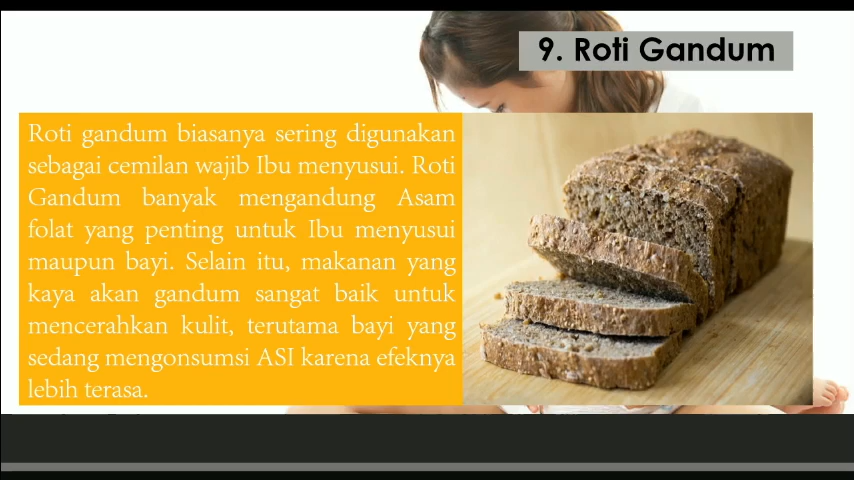 9. Roti Gandum
Roti gandum biasanya sering digunakan
sebagai cemilan wajib Ibu menyusui. Roti
Gandum banyak mengandung Asam
folat yang penting untuk Ibu menyusui
maupun bayi. Selain itu, makanan yang
kaya akan gandum sangat baik untuk
mencerahkan kulit, terutama bayi yang
sedang mengonsumsi ASI karena efeknya
lebih terasa.